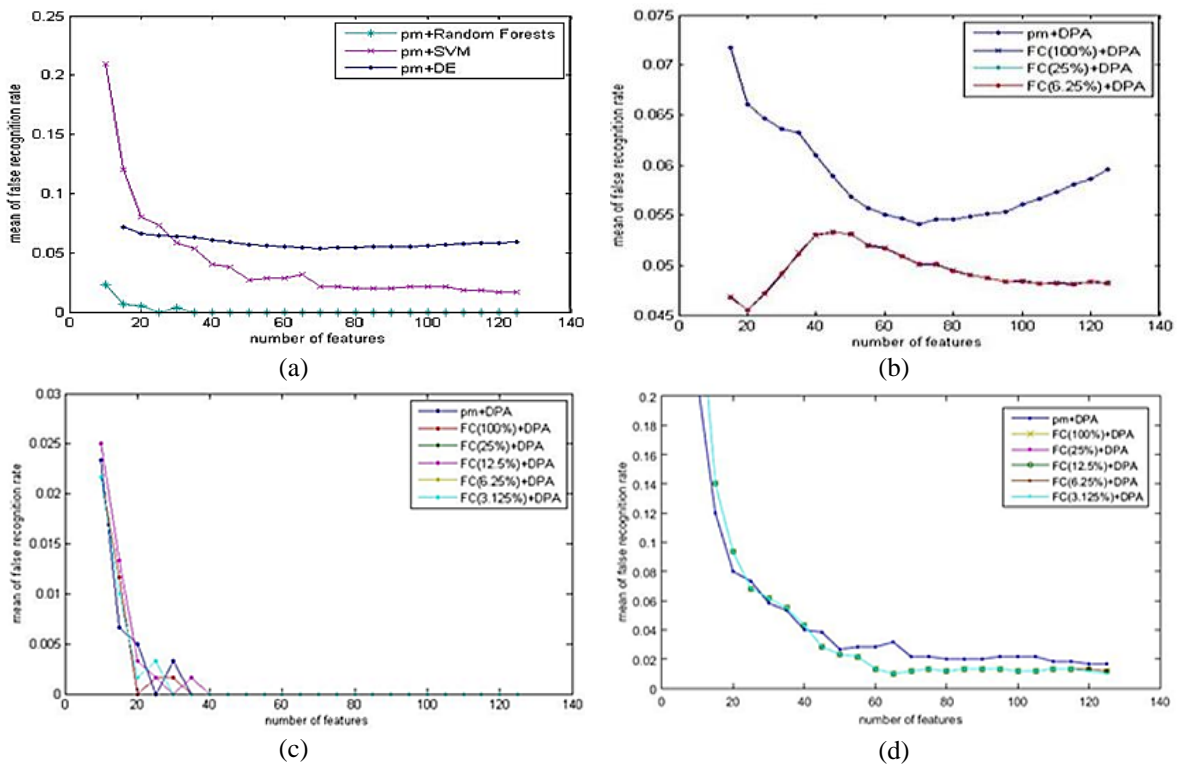 0.25
0.2
0.15
0.1
0.05
0
mean of false recognition rate
pm+Random Forests
pm+SVM
pm+DE
0 20 40 60 80 100 120 140
number of features
(a)
0.075
0.07
0.065
0.06
0.055
0.05
0.045
mean of false recognition rate
pm+DPA
FC(100%)+DPA
FC(25%)+DPA
FC(6.25%)+DPA
0 20 40 60 80 100 120 140
number of features
(b)
0.03
0.025
0.02
0.015
0.01
0.005
0
mean of false recognition rate
pm+DPA
FC(100%)+DPA
FC(25%)+DPA
FC(12.5%)+DPA
FC(6.25%)+DPA
FC(3.125%)+DPA
0 20 40 60 80 100 120 140
number of features
(c)
0.2
0.18
0.16
0.14
0.12
0.1
0.08
0.06
0.04
0.02
0
mean of false recognition rate
pm+DPA
FC(100%)+DPA
FC(25%)+DPA
FC(12.5%)+DPA
FC(6.25%)+DPA
FC(3.125%)+DPA
0 20 40 60 80 100 120 140
number of features
(d)